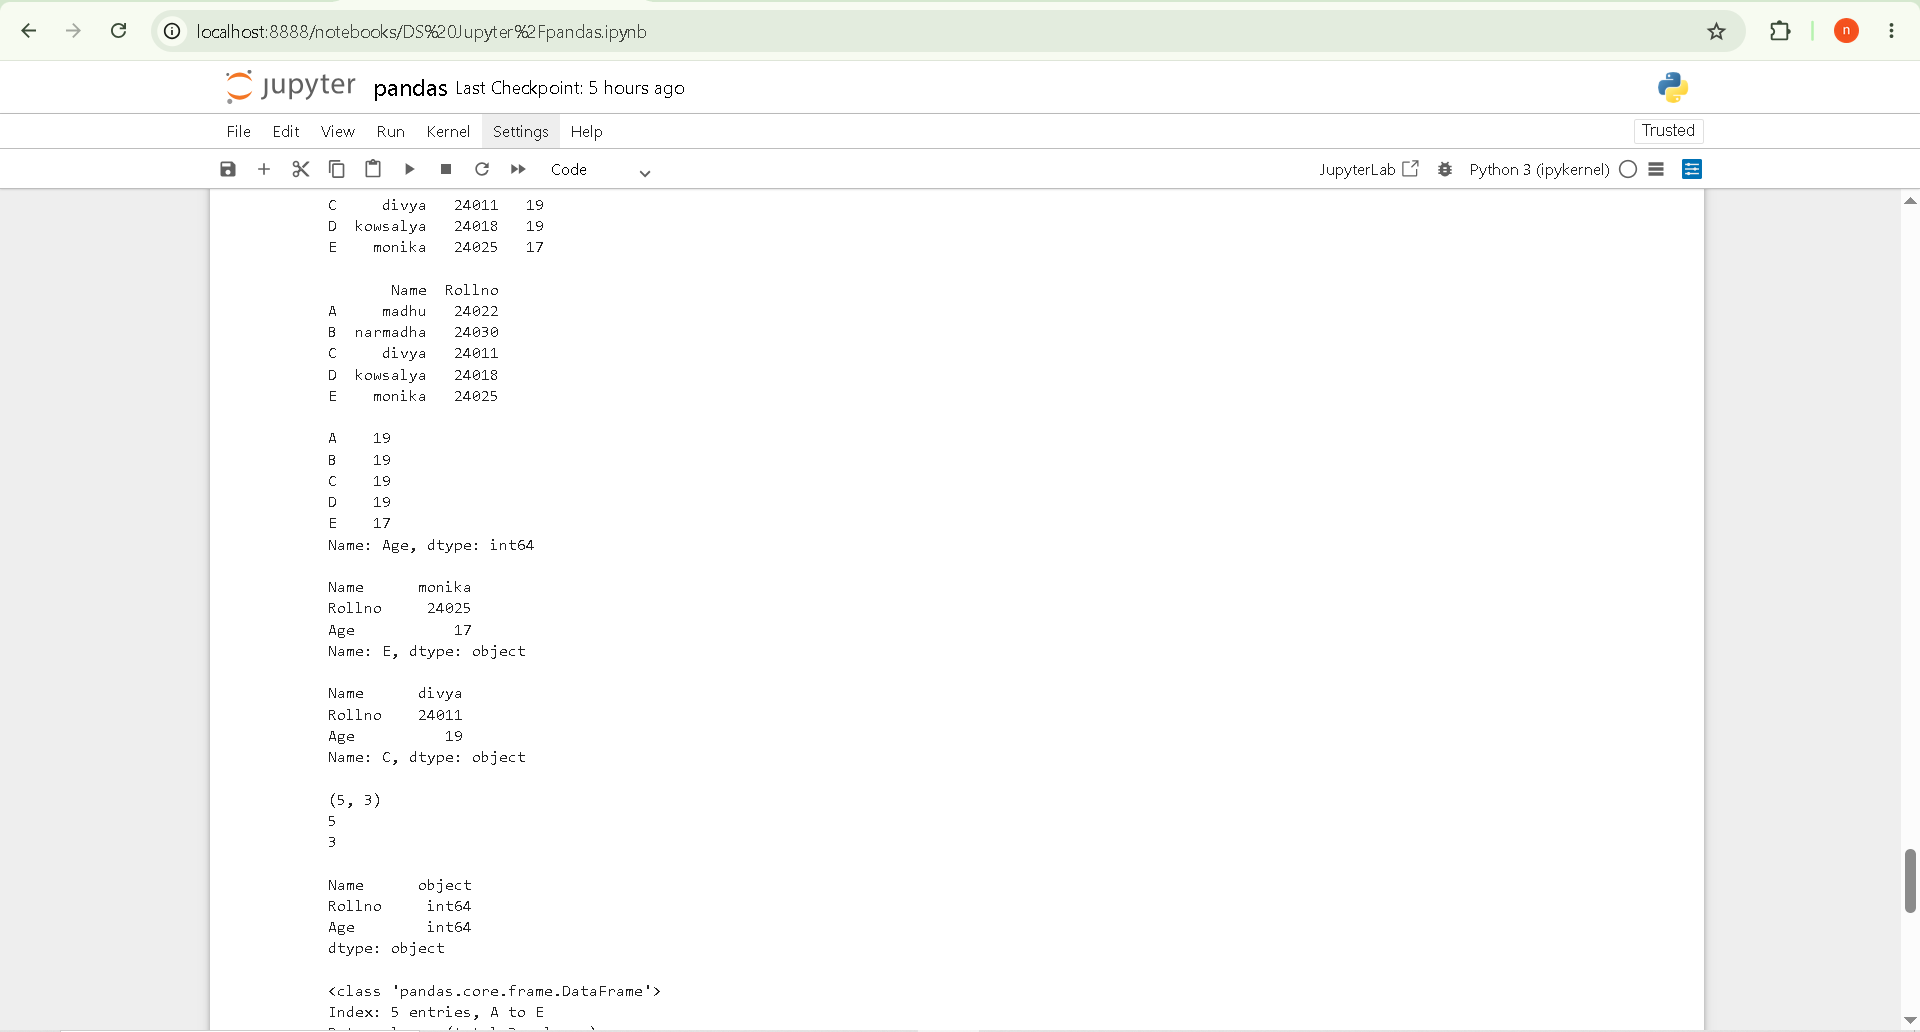 localhost:8888/notebooks/DS%20Jupyter%2Fpandas.ipynb
n
jupyter pandas Last Checkpoint: 5 hours ago
File Edit View Run Kernel Settings Help Trusted
Code JupyterLab Python 3 (ipykernel)
C divya 24011 19
D kowsalya 24018 19
E monika 24025 17
Name Rollno
A madhu 24022
B narmadha 24030
C divya 24011
D kowsalya 24018
E monika 24025
A 19
B 19
C 19
D 19
E 17
Name: Age, dtype: int64
Name monika
Rollno 24025
Age 17
Name: E, dtype: object
Name divya
Rollno 24011
Age 19
Name: C, dtype: object
(5, 3)
5
3
Name object
Rollno int64
Age int64
dtype: object
<class 'pandas.core.frame.DataFrame'>
Index: 5 entries, A to E